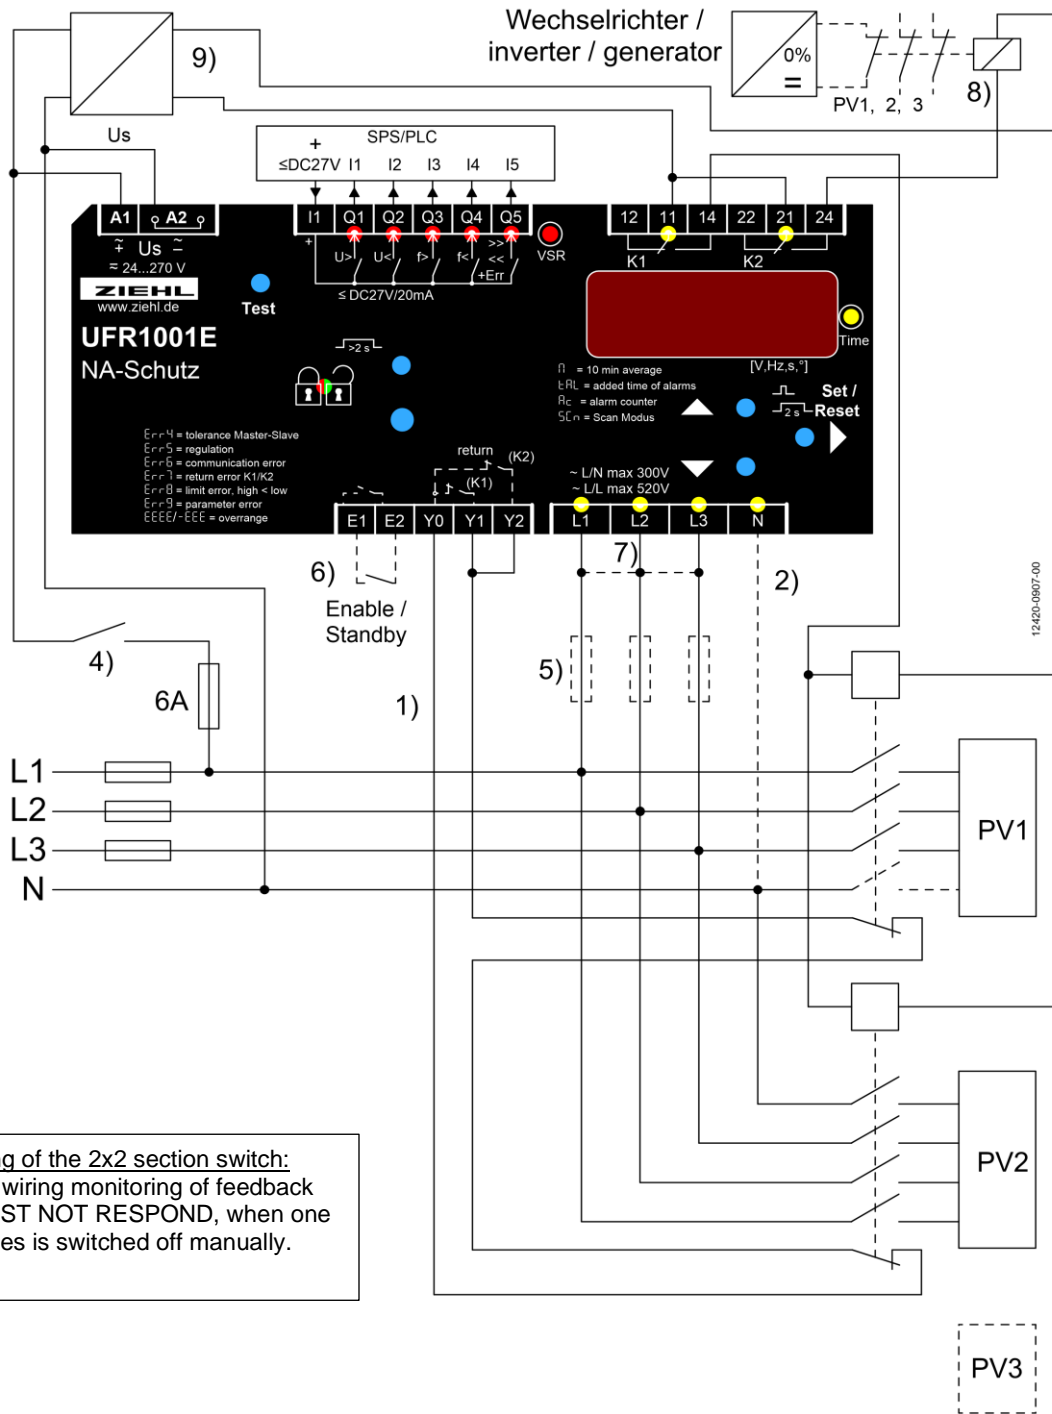 Wechselrichter /
inverter / generator
0%
=
PV1, 2, 3
8)
9)
Us
SPS/PLC
+
≤DC27V I1 I2 I3 I4 I5
A1 A2
I1 Q1 Q2 Q3 Q4 Q5
12 11 14 22 21 24
Us
= 24...270 V
+
U> U< f> f< >>
<<
+Err
VSR
K1 K2
≤ DC27V/20mA
ZIEHL
www.ziehl.de
Test
UFR1001E
NA-Schutz
>2 s
Time
[V,Hz,s,°]
= 10 min average
tAL = added time of alarms
Ac = alarm counter
SCn = Scan Modus
2 s
Set /
Reset
Err4 = tolerance Master-Slave
Err5 = regulation
Err6 = communication error
Err7 = return error K1/K2
Err8 = limit error, high < low
Err9 = parameter error
EEEE/-EEE = overrange
return
(K2)
(K1)
~ L/N max 300V
~ L/L max 520V
E1 E2 Y0 Y1 Y2
L1 L2 L3 N
6)
Enable /
Standby
7)
2)
12420-0907-00
4)
6A
1)
5)
L1
L2
L3
N
PV1
PV2
PV3
g of the 2x2 section switch:
wiring monitoring of feedback
ST NOT RESPOND, when one
es is switched off manually.